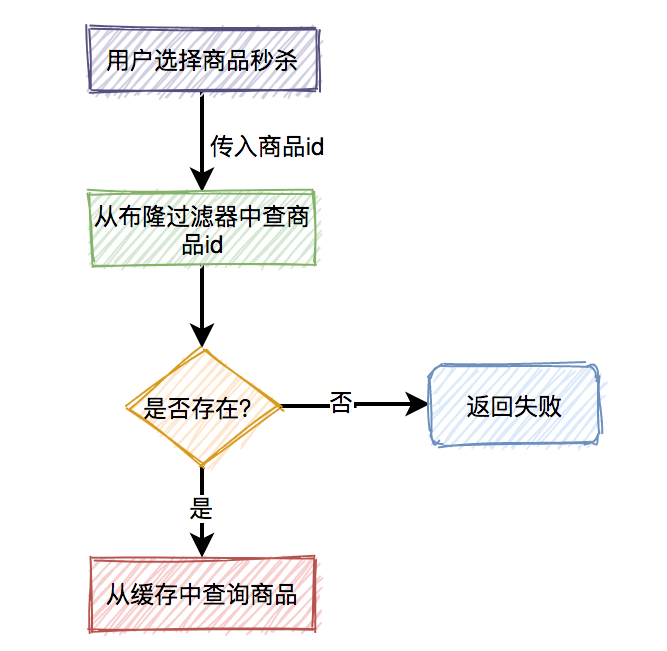 用户选择商品秒杀
传入商品id
从布隆过滤器中查商
品id
是否存在?
否
返回失败
是
从缓存中查询商品